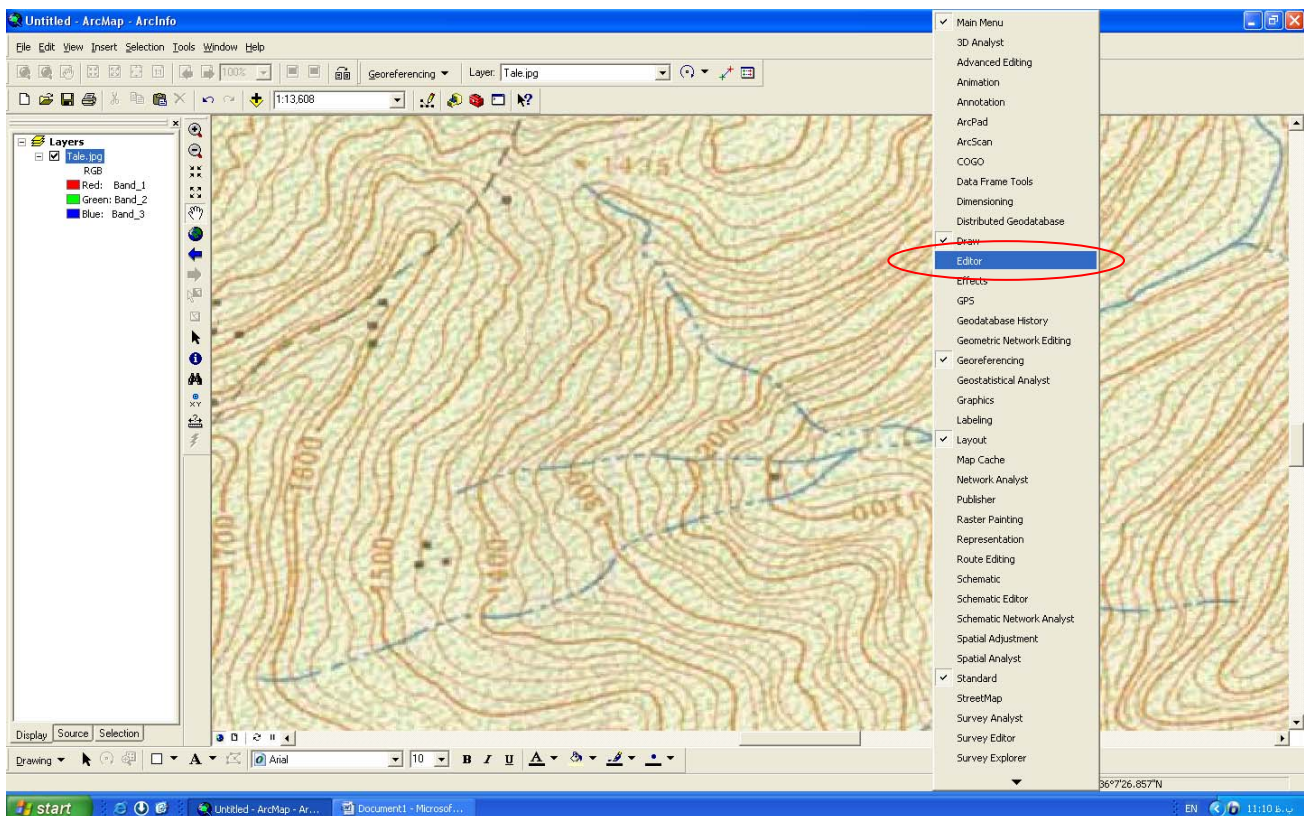 Untitled - ArcMap - ArcInfo
File Edit View Insert Selection Tools Window Help
100% Georeferencing Layer: Tale.jpg
1:13,608
Layers
Tale.jpg
RGB
Red: Band_1
Green: Band_2
Blue: Band_3
1435
1600
1500
1400
1100
Main Menu
3D Analyst
Advanced Editing
Animation
Annotation
ArcPad
ArcScan
COGO
Data Frame Tools
Dimensioning
Distributed Geodatabase
Draw
Editor
Effects
GPS
Geodatabase History
Geometric Network Editing
Georeferencing
Geostatistical Analyst
Graphics
Labeling
Layout
Map Cache
Network Analyst
Publisher
Raster Painting
Representation
Route Editing
Schematic
Schematic Editor
Schematic Network Analyst
Spatial Adjustment
Spatial Analyst
Standard
StreetMap
Survey Analyst
Survey Editor
Survey Explorer
Display Source Selection
Drawing A Arial 10 B I U A
36°7'26.857"N
start Untitled - ArcMap - Ar... Document1 - Microsof... EN 11:10 ب.ظ